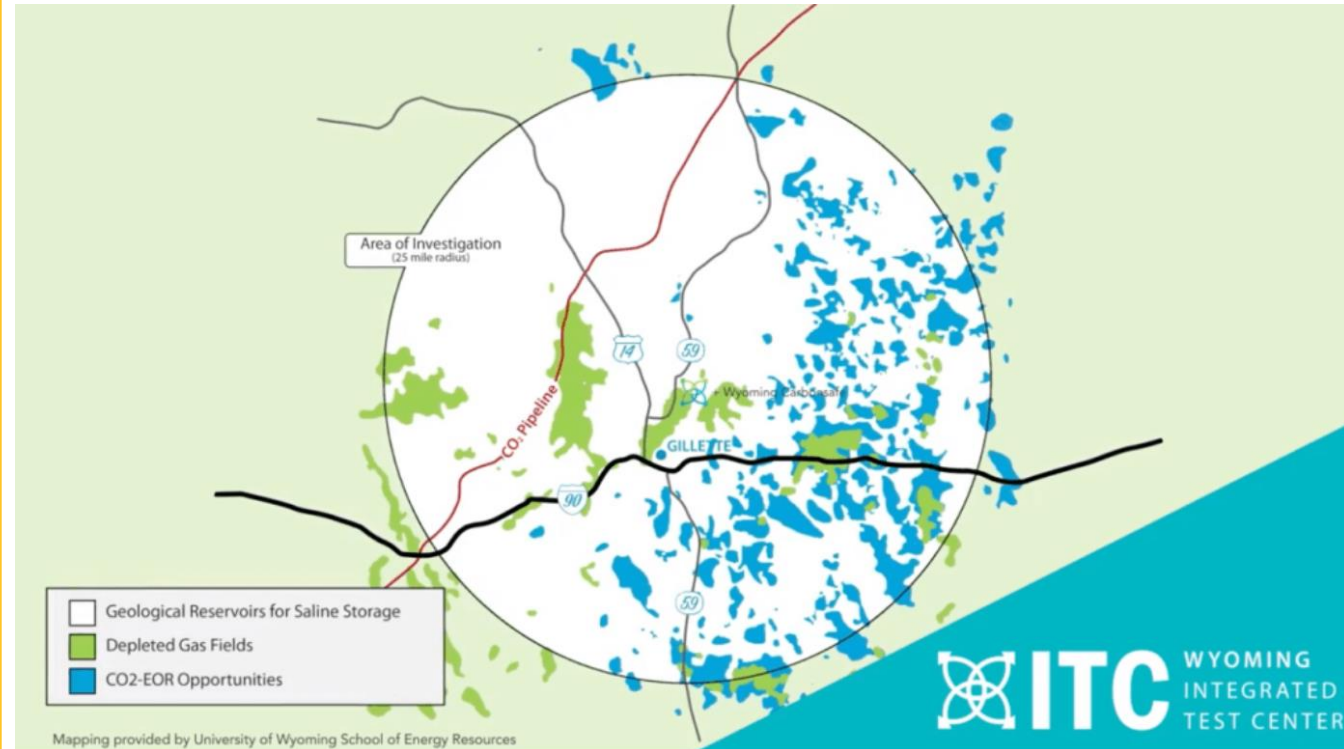 Area of Investigation
(25 mile radius)
14
59
Wyoming Carbonsafe
CO₂ Pipeline
GILLETTE
90
59
Geological Reservoirs for Saline Storage
Depleted Gas Fields
CO2-EOR Opportunities
ITC
WYOMING
INTEGRATED
TEST CENTER
Mapping provided by University of Wyoming School of Energy Resources